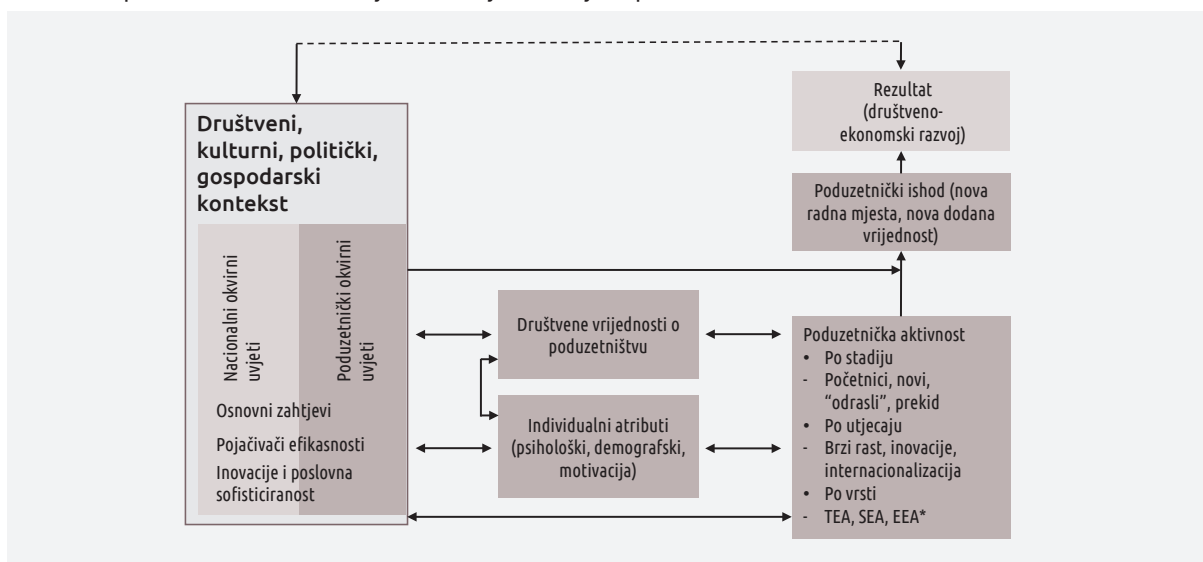 Društveni,
kulturni, politički,
gospodarski
kontekst
Nacionalni okvirni
uvjeti
Poduzetnički okvirni
uvjeti
Osnovni zahtjevi
Pojačivači efikasnosti
Inovacije i poslovna
sofisticiranost
Društvene vrijednosti o
poduzetništvu
Individualni atributi
(psihološki, demografski,
motivacija)
Rezultat
(društveno-
ekonomski razvoj)
Poduzetnički ishod (nova
radna mjesta, nova dodana
vrijednost)
Poduzetnička aktivnost
• Po stadiju
- Početnici, novi,
“odrasli”, prekid
• Po utjecaju
- Brzi rast, inovacije,
internacionalizacija
• Po vrsti
- TEA, SEA, EEA*